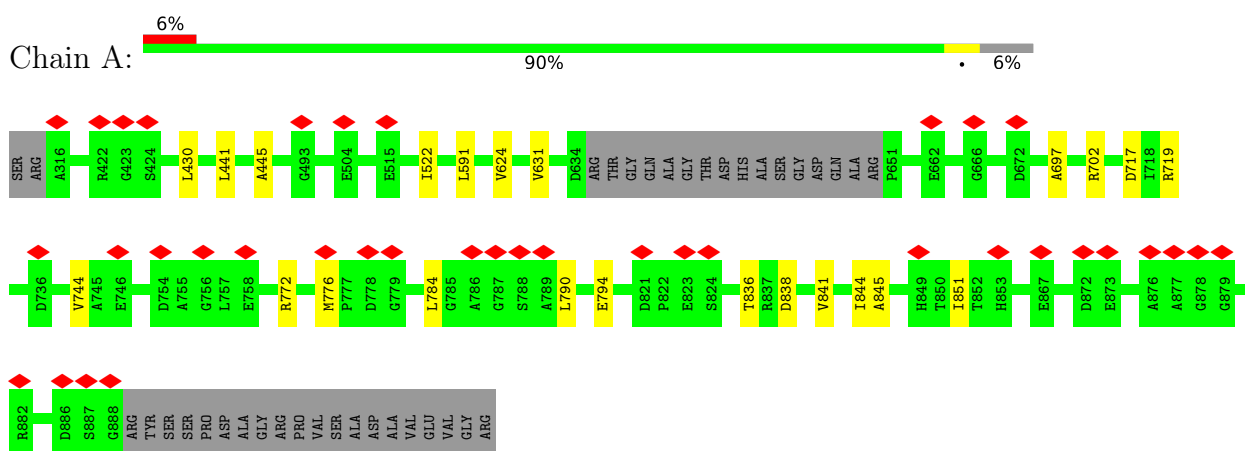 6%
Chain A:
90% • 6%
SER ARG A316 R422 G423 S424 L430 L441 A445 G493 E504 E515 I522 L591 V624 V631 D634 ARG THR GLY GLN ALA GLY THR ASP HIS ALA SER GLY ASP GLN ALA ARG P651 E662 G666 D672 A697 R702 D717 I718 R719
D736 V744 A745 E746 D754 A755 G756 L757 E758 R772 M776 P777 D778 G779 L784 G785 A786 G787 S788 A789 L790 E794 D821 P822 E823 S824 T836 R837 D838 V841 I844 A845 H849 T850 I851 T852 H853 E867 D872 E873 A876 A877 G878 G879
R882 D886 S887 G888 ARG TYR SER SER PRO ASP ALA GLY ARG PRO VAL SER ALA ASP ALA VAL GLU VAL GLY ARG